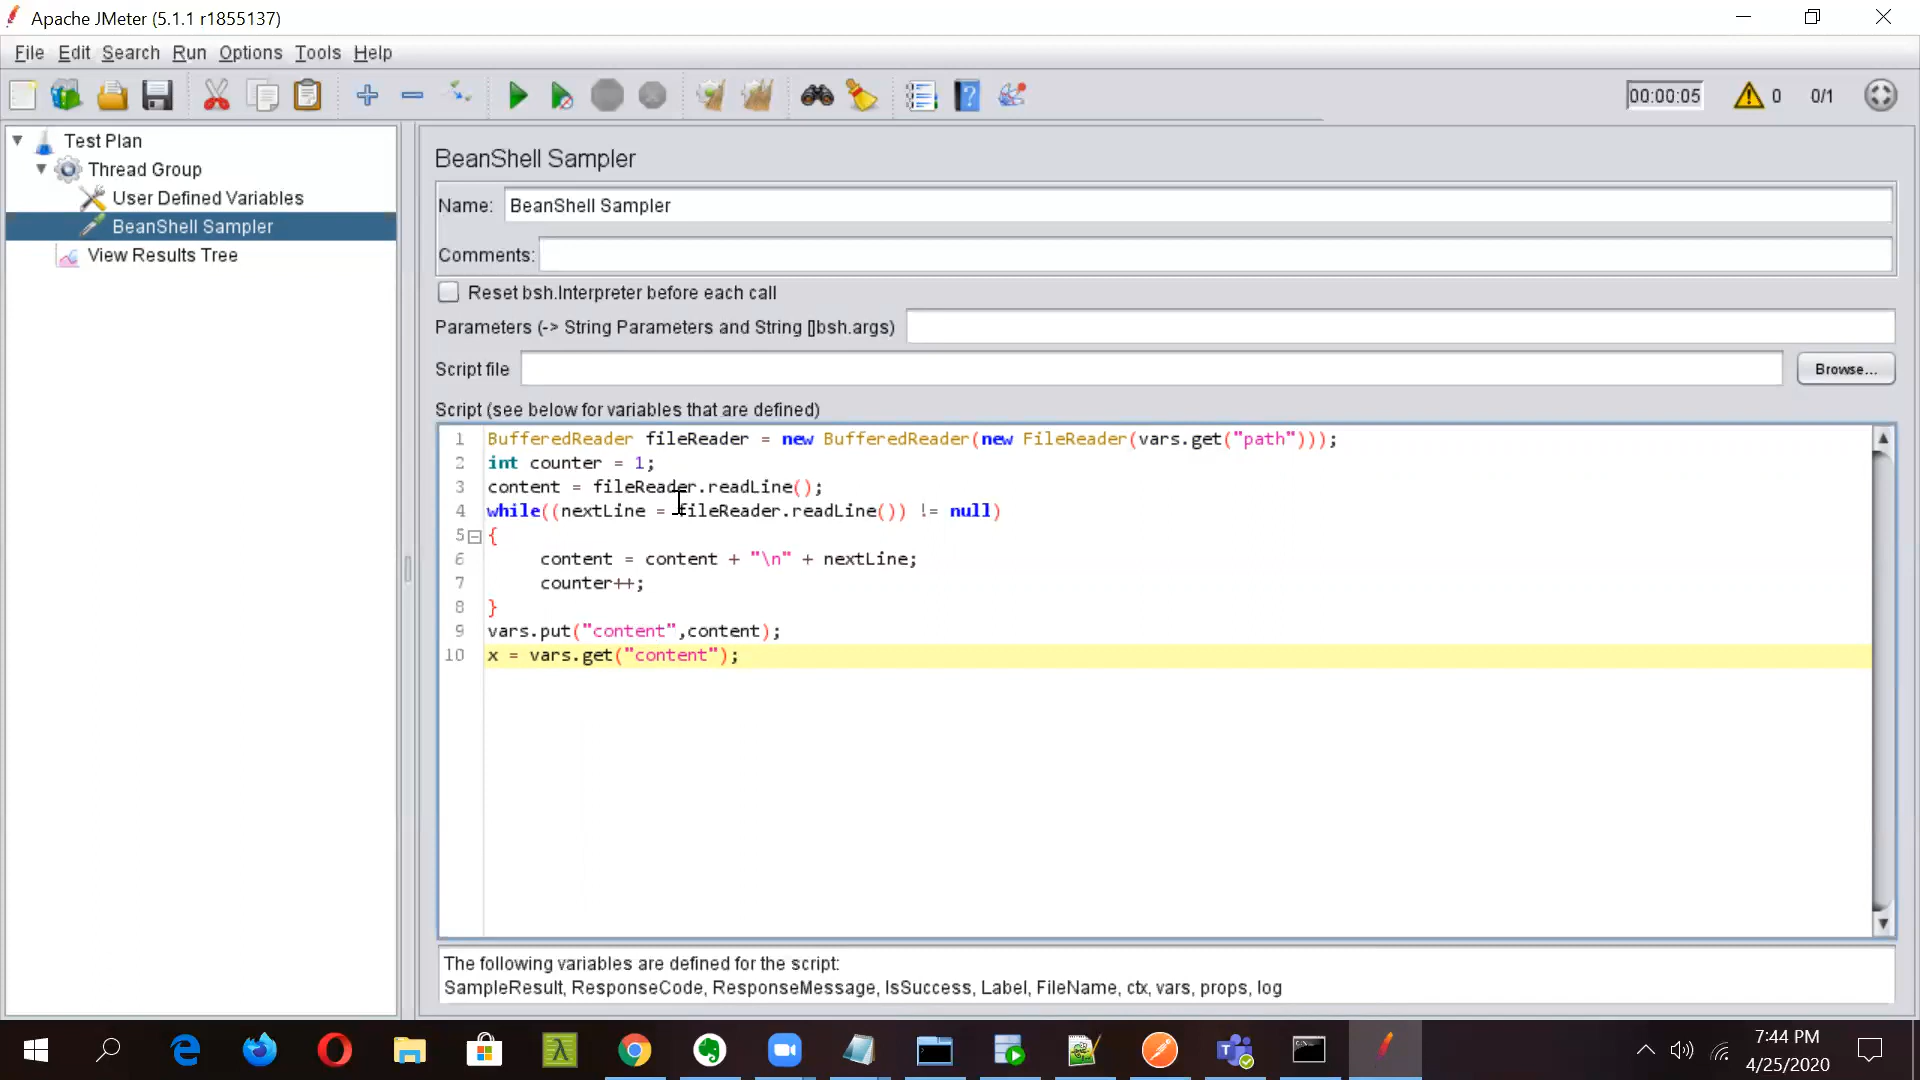 Apache JMeter (5.1.1 r1855137)
File Edit Search Run Options Tools Help
00:00:05 0 0/1
Test Plan
Thread Group
User Defined Variables
BeanShell Sampler
View Results Tree
BeanShell Sampler
Name: BeanShell Sampler
Comments:
Reset bsh.Interpreter before each call
Parameters (-> String Parameters and String []bsh.args)
Script file Browse...
Script (see below for variables that are defined)
1 BufferedReader fileReader = new BufferedReader(new FileReader(vars.get("path")));
2 int counter = 1;
3 content = fileReader.readLine();
4 while((nextLine = fileReader.readLine()) != null)
5 {
6 content = content + "\n" + nextLine;
7 counter++;
8 }
9 vars.put("content",content);
10 x = vars.get("content");
The following variables are defined for the script:
SampleResult, ResponseCode, ResponseMessage, IsSuccess, Label, FileName, ctx, vars, props, log
7:44 PM
4/25/2020